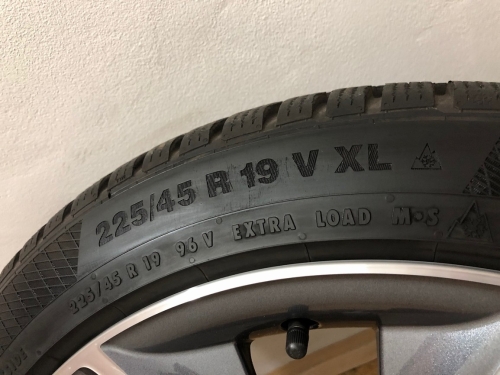 225/45 R 19 V XL
225/45 R 19 96 V EXTRA LOAD M•S